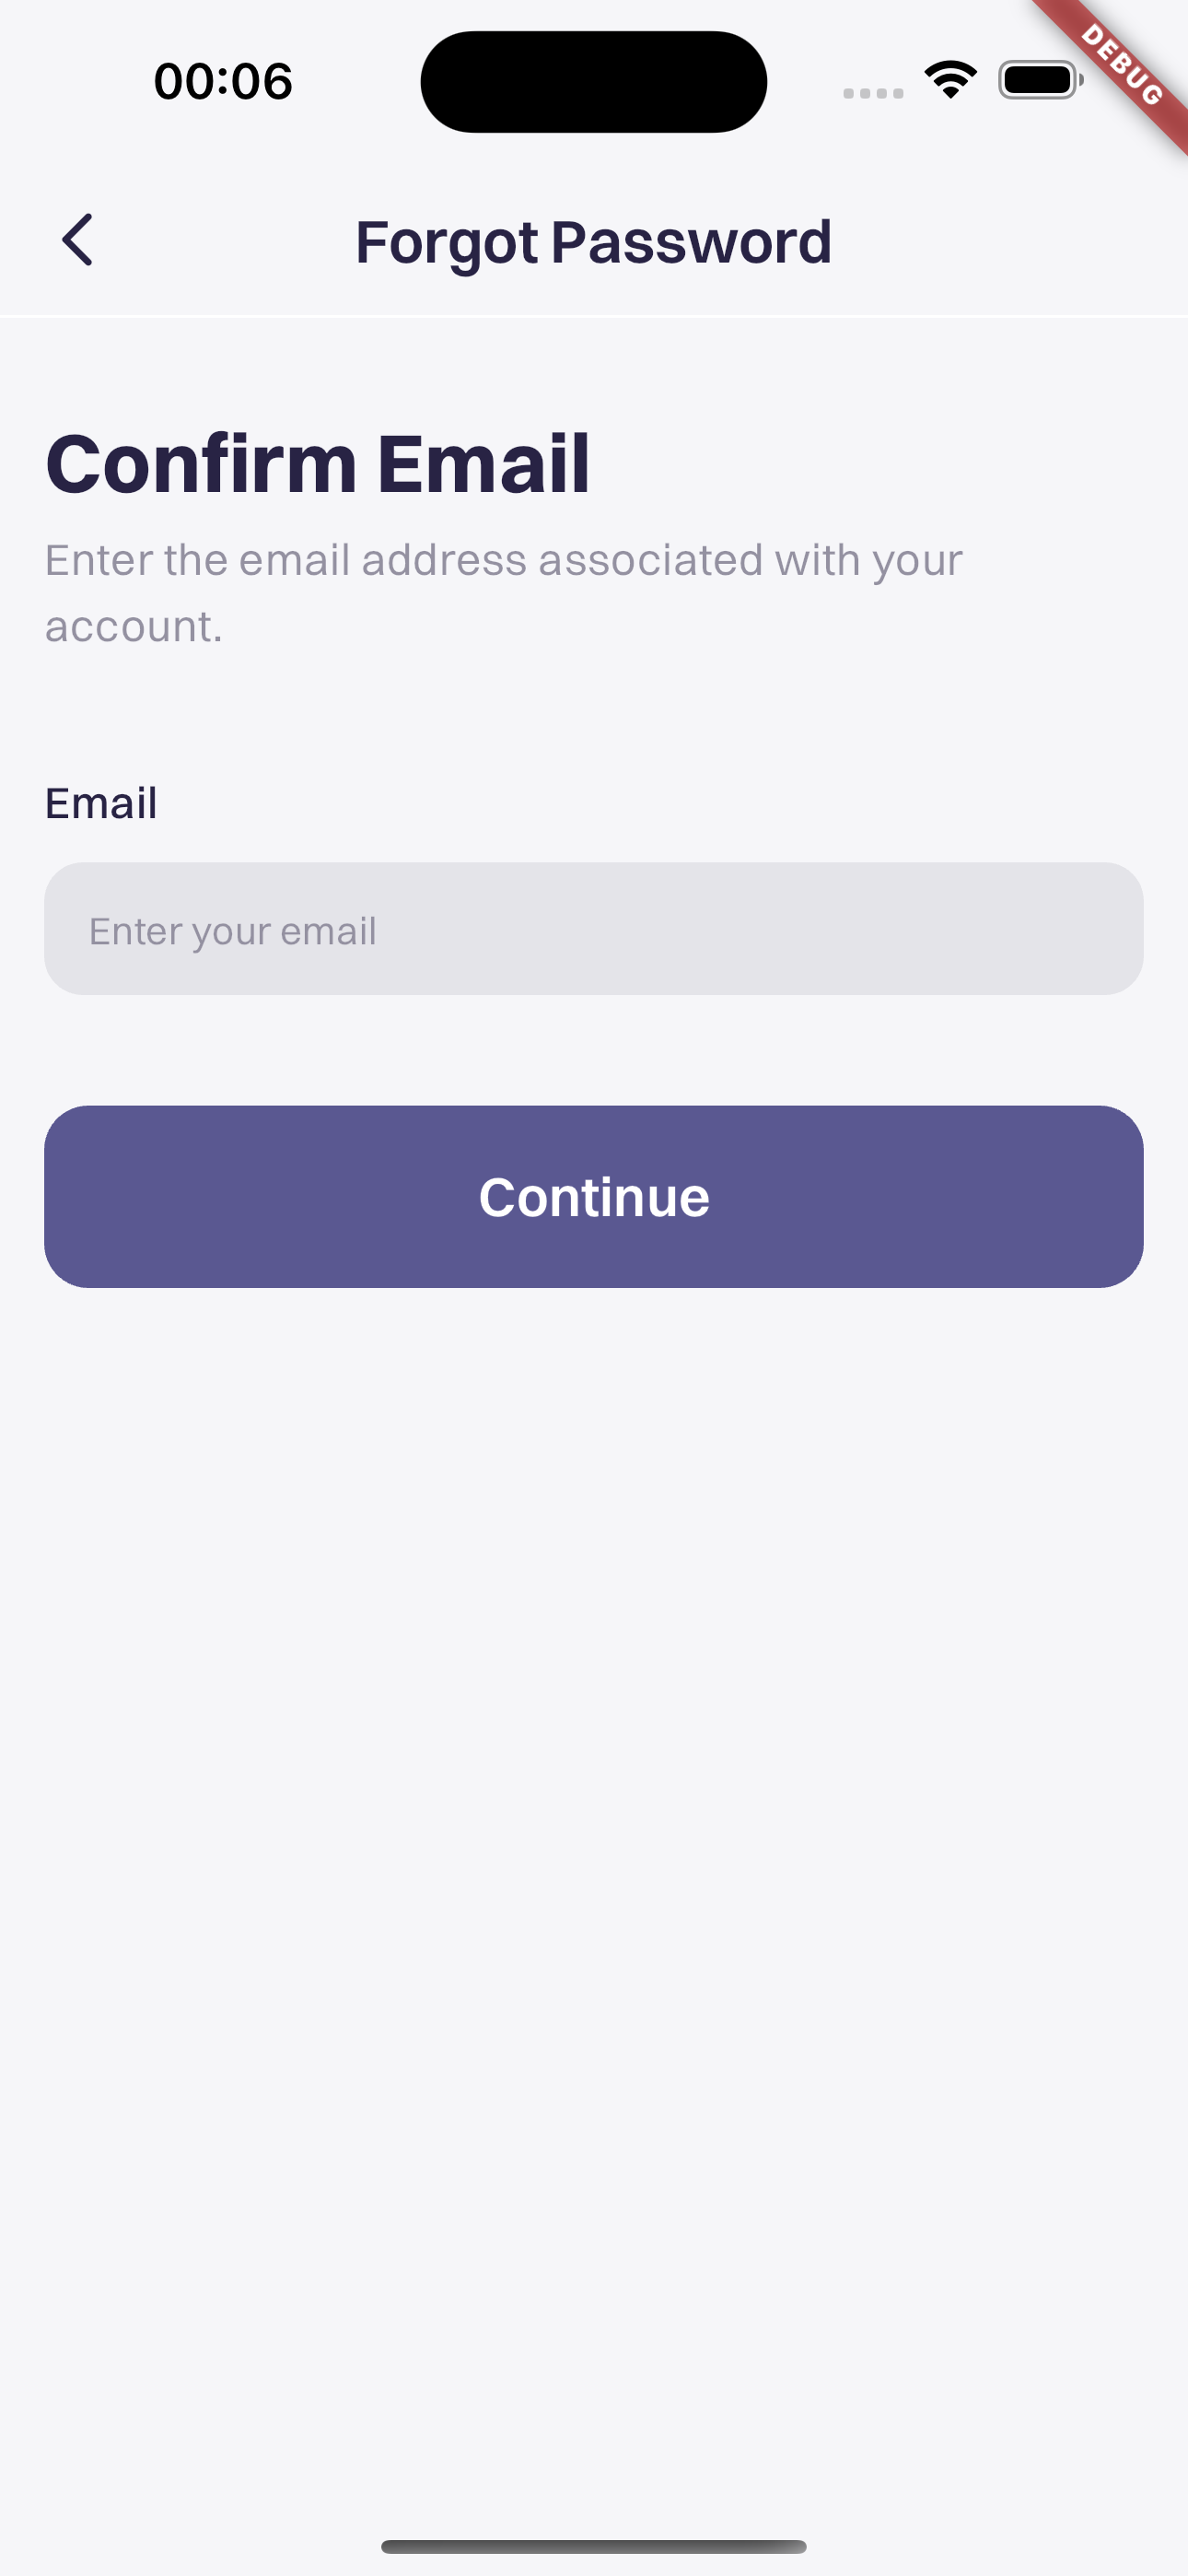 00:06
DEBUG
Forgot Password
Confirm Email
Enter the email address associated with your
account.
Email
Enter your email
Continue